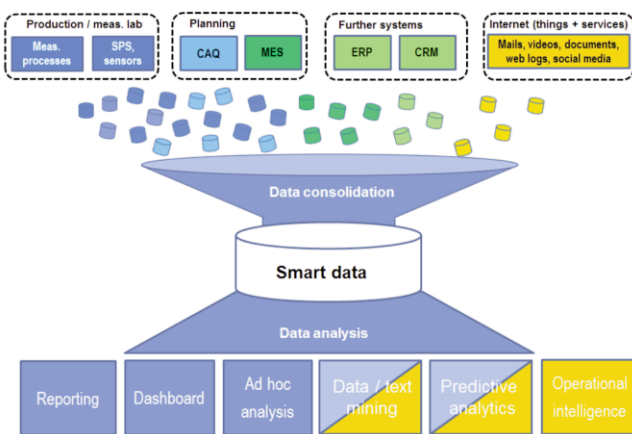 Production / meas. lab
Planning
Further systems
Internet (things + services)
Meas.
processes
SPS,
sensors
CAQ
MES
ERP
CRM
Mails, videos, documents,
web logs, social media
Data consolidation
Smart data
Data analysis
Reporting
Dashboard
Ad hoc
analysis
Data / text
mining
Predictive
analytics
Operational
intelligence